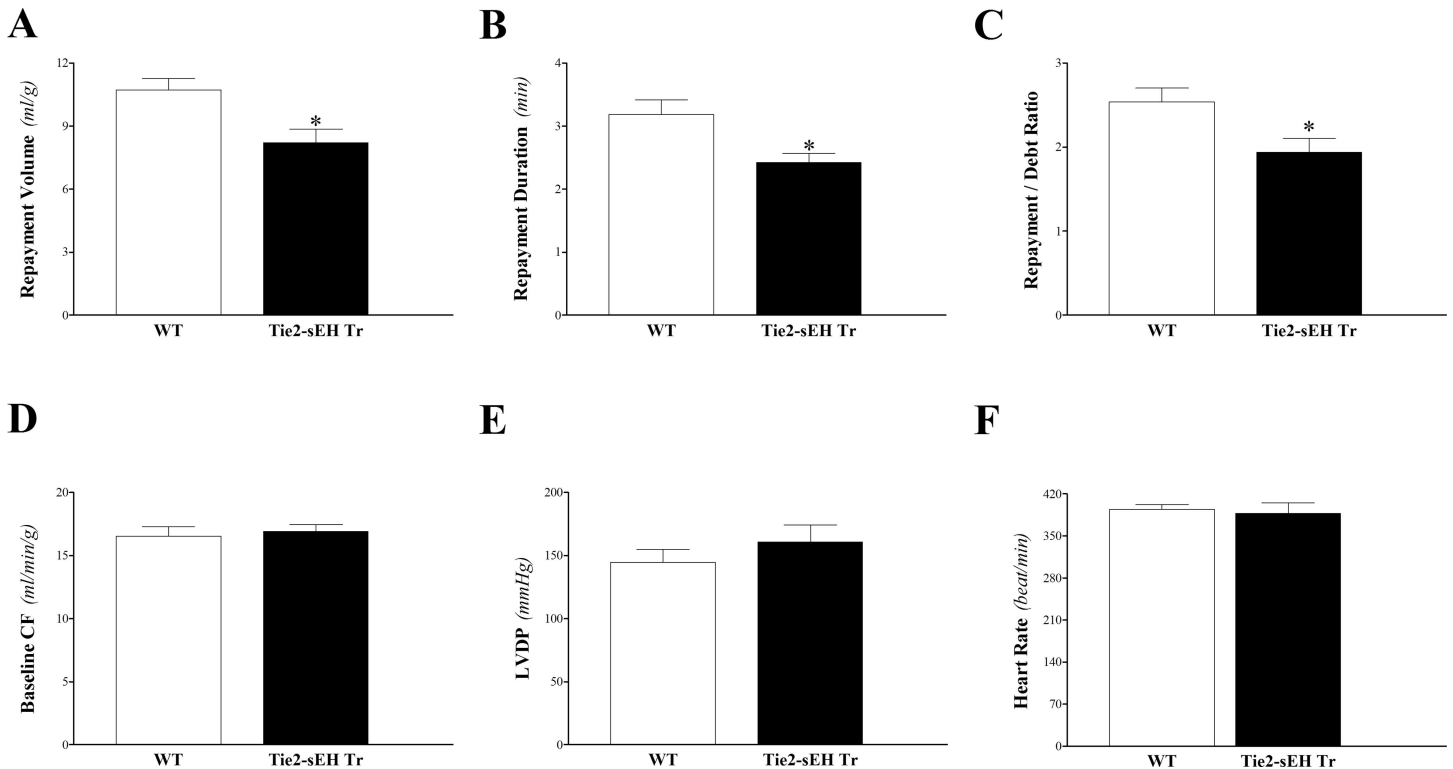 A
Repayment Volume (ml/g)
12
9
6
3
0
*
WT
Tie2-sEH Tr
B
Repayment Duration (min)
4
3
2
1
0
*
WT
Tie2-sEH Tr
C
Repayment / Debt Ratio
3
2
1
0
*
WT
Tie2-sEH Tr
D
Baseline CF (ml/min/g)
20
15
10
5
0
WT
Tie2-sEH Tr
E
LVDP (mmHg)
200
150
100
50
0
WT
Tie2-sEH Tr
F
Heart Rate (beat/min)
420
350
280
210
140
70
0
WT
Tie2-sEH Tr